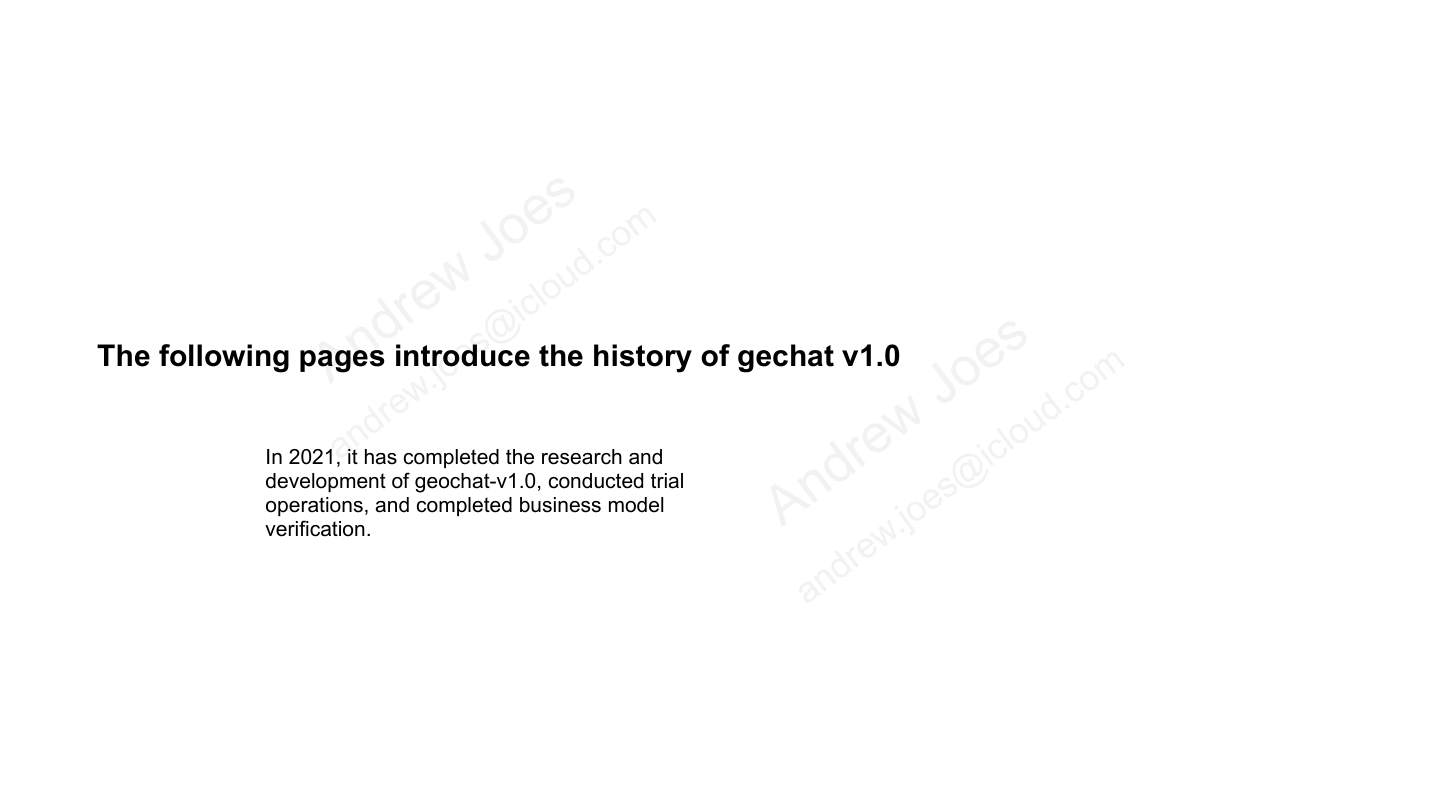 Andrew Joes
andrew.joes@icloud.com
The following pages introduce the history of gechat v1.0
Andrew Joes
andrew.joes@icloud.com
In 2021, it has completed the research and
development of geochat-v1.0, conducted trial
operations, and completed business model
verification.